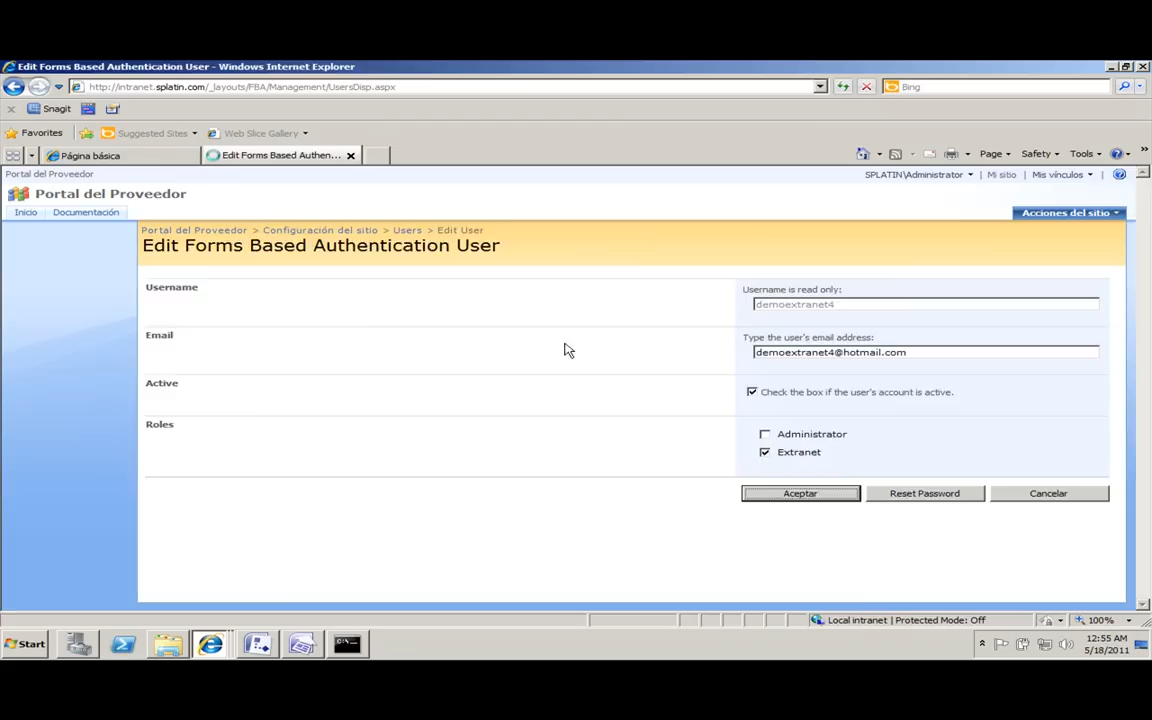 Edit Forms Based Authentication User - Windows Internet Explorer
http://intranet.splatin.com/_layouts/FBA/Management/UsersDisp.aspx
Bing
Snagit
Favorites
Suggested Sites
Web Slice Gallery
Página básica
Edit Forms Based Authen...
Page
Safety
Tools
Portal del Proveedor
SPLATIN\Administrator
Mi sitio
Mis vínculos
Portal del Proveedor
Inicio
Documentación
Acciones del sitio
Portal del Proveedor > Configuración del sitio > Users > Edit User
Edit Forms Based Authentication User
Username
Username is read only:
demoextranet4
Email
Type the user's email address:
demoextranet4@hotmail.com
Active
Check the box if the user's account is active.
Roles
Administrator
Extranet
Aceptar
Reset Password
Cancelar
Local intranet | Protected Mode: Off
100%
Start
12:55 AM
5/18/2011